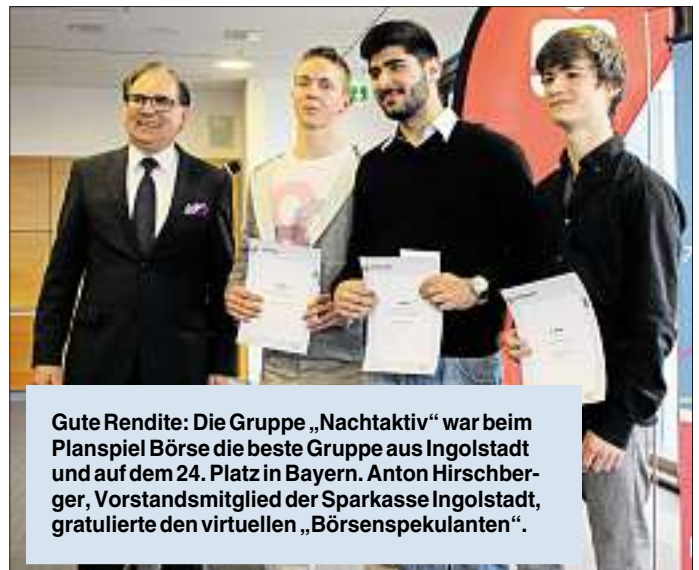 Gute Rendite: Die Gruppe „Nachtaktiv“ war beim
Planspiel Börse die beste Gruppe aus Ingolstadt
und auf dem 24. Platz in Bayern. Anton Hirschber-
ger, Vorstandsmitglied der Sparkasse Ingolstadt,
gratulierte den virtuellen „Börsenspekulanten“.